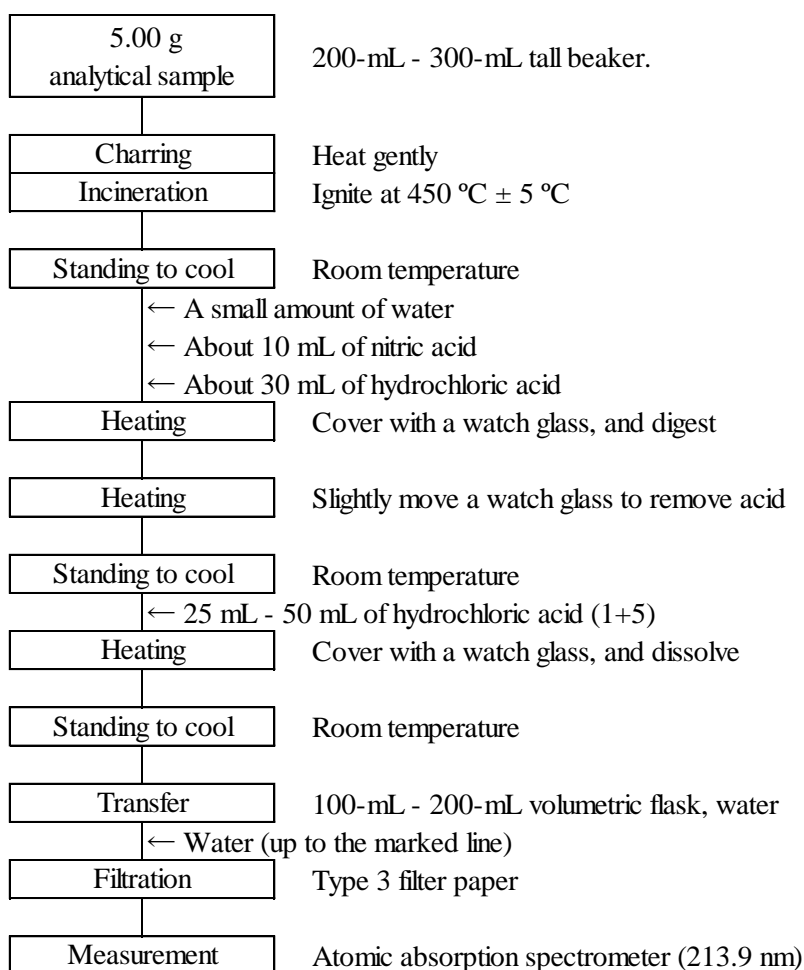 5.00 g
analytical sample
200-mL - 300-mL tall beaker.
Charring
Heat gently
Incineration
Ignite at 450 ºC ± 5 ºC
Standing to cool
Room temperature
← A small amount of water
← About 10 mL of nitric acid
← About 30 mL of hydrochloric acid
Heating
Cover with a watch glass, and digest
Heating
Slightly move a watch glass to remove acid
Standing to cool
Room temperature
← 25 mL - 50 mL of hydrochloric acid (1+5)
Heating
Cover with a watch glass, and dissolve
Standing to cool
Room temperature
Transfer
100-mL - 200-mL volumetric flask, water
← Water (up to the marked line)
Filtration
Type 3 filter paper
Measurement
Atomic absorption spectrometer (213.9 nm)